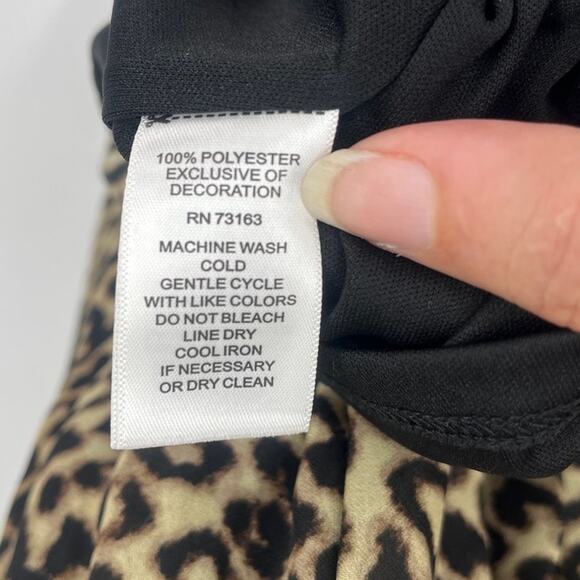 100% POLYESTER
EXCLUSIVE OF
DECORATION
RN 73163
MACHINE WASH
COLD
GENTLE CYCLE
WITH LIKE COLORS
DO NOT BLEACH
LINE DRY
COOL IRON
IF NECESSARY
OR DRY CLEAN